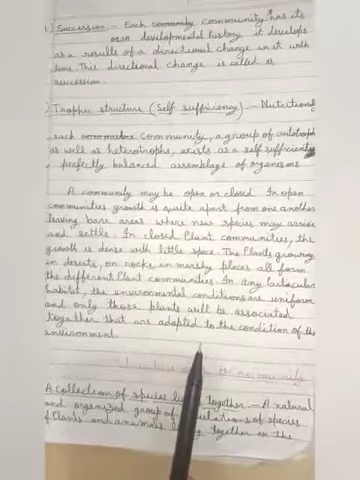 1.) Succession – Each community community has its
own developmental history it develops
as a results of a directional change in it with
time. This directional change is called as
succession.
) Trophic structure (Self sufficiency) – Nutritional
each community, a group of autotroph
as well as heterotrophs, exists as a self sufficiently
perfectly balanced assemblage of organisms
A community may be open or closed In open
communities growth is quite apart from one another
leaving bare areas where new species may arrive
and settle. In closed Plant communities, the
growth is dense with little space. The Plants growing
in deserts, on rocks, in marshy places all form
the different Plant communities. In any
habitat, the environmental conditions are uniform
and only those plants will be associated
together that are adapted to the condition of the
environment.
A collection of species together – A natural
and organized group of populations of species
of Plants and animals together in the